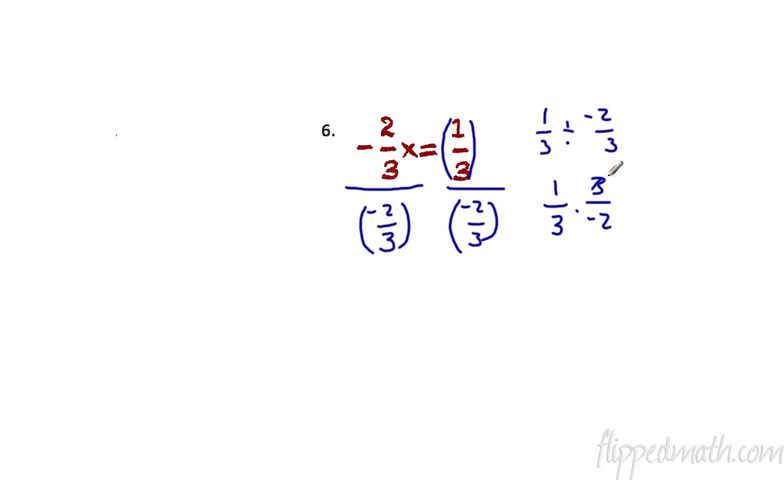 6. -2/3 x = (1/3)
(-2/3) (-2/3)
1/3 ÷ -2/3
1/3 · 3/-2
flippedmath.com